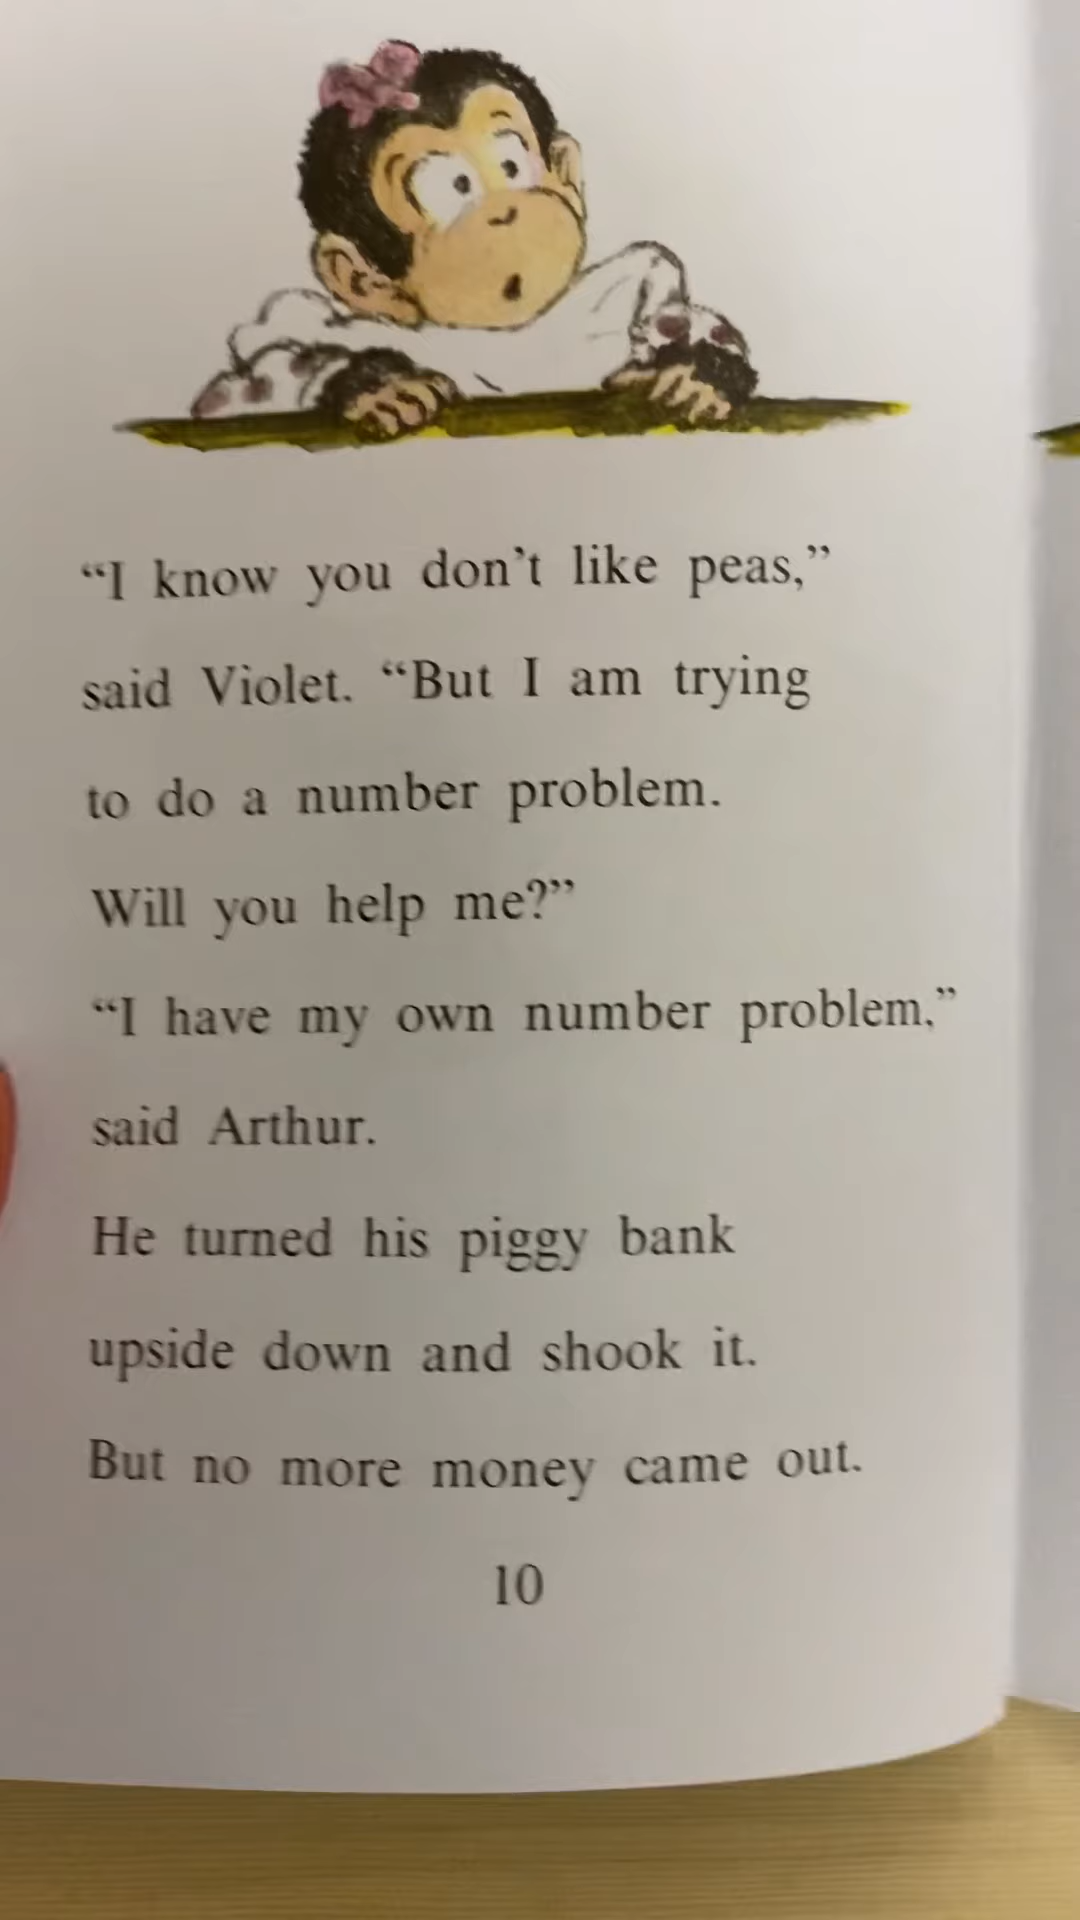 “I know you don’t like peas,”
said Violet. “But I am trying
to do a number problem.
Will you help me?”
“I have my own number problem,”
said Arthur.
He turned his piggy bank
upside down and shook it.
But no more money came out.
10